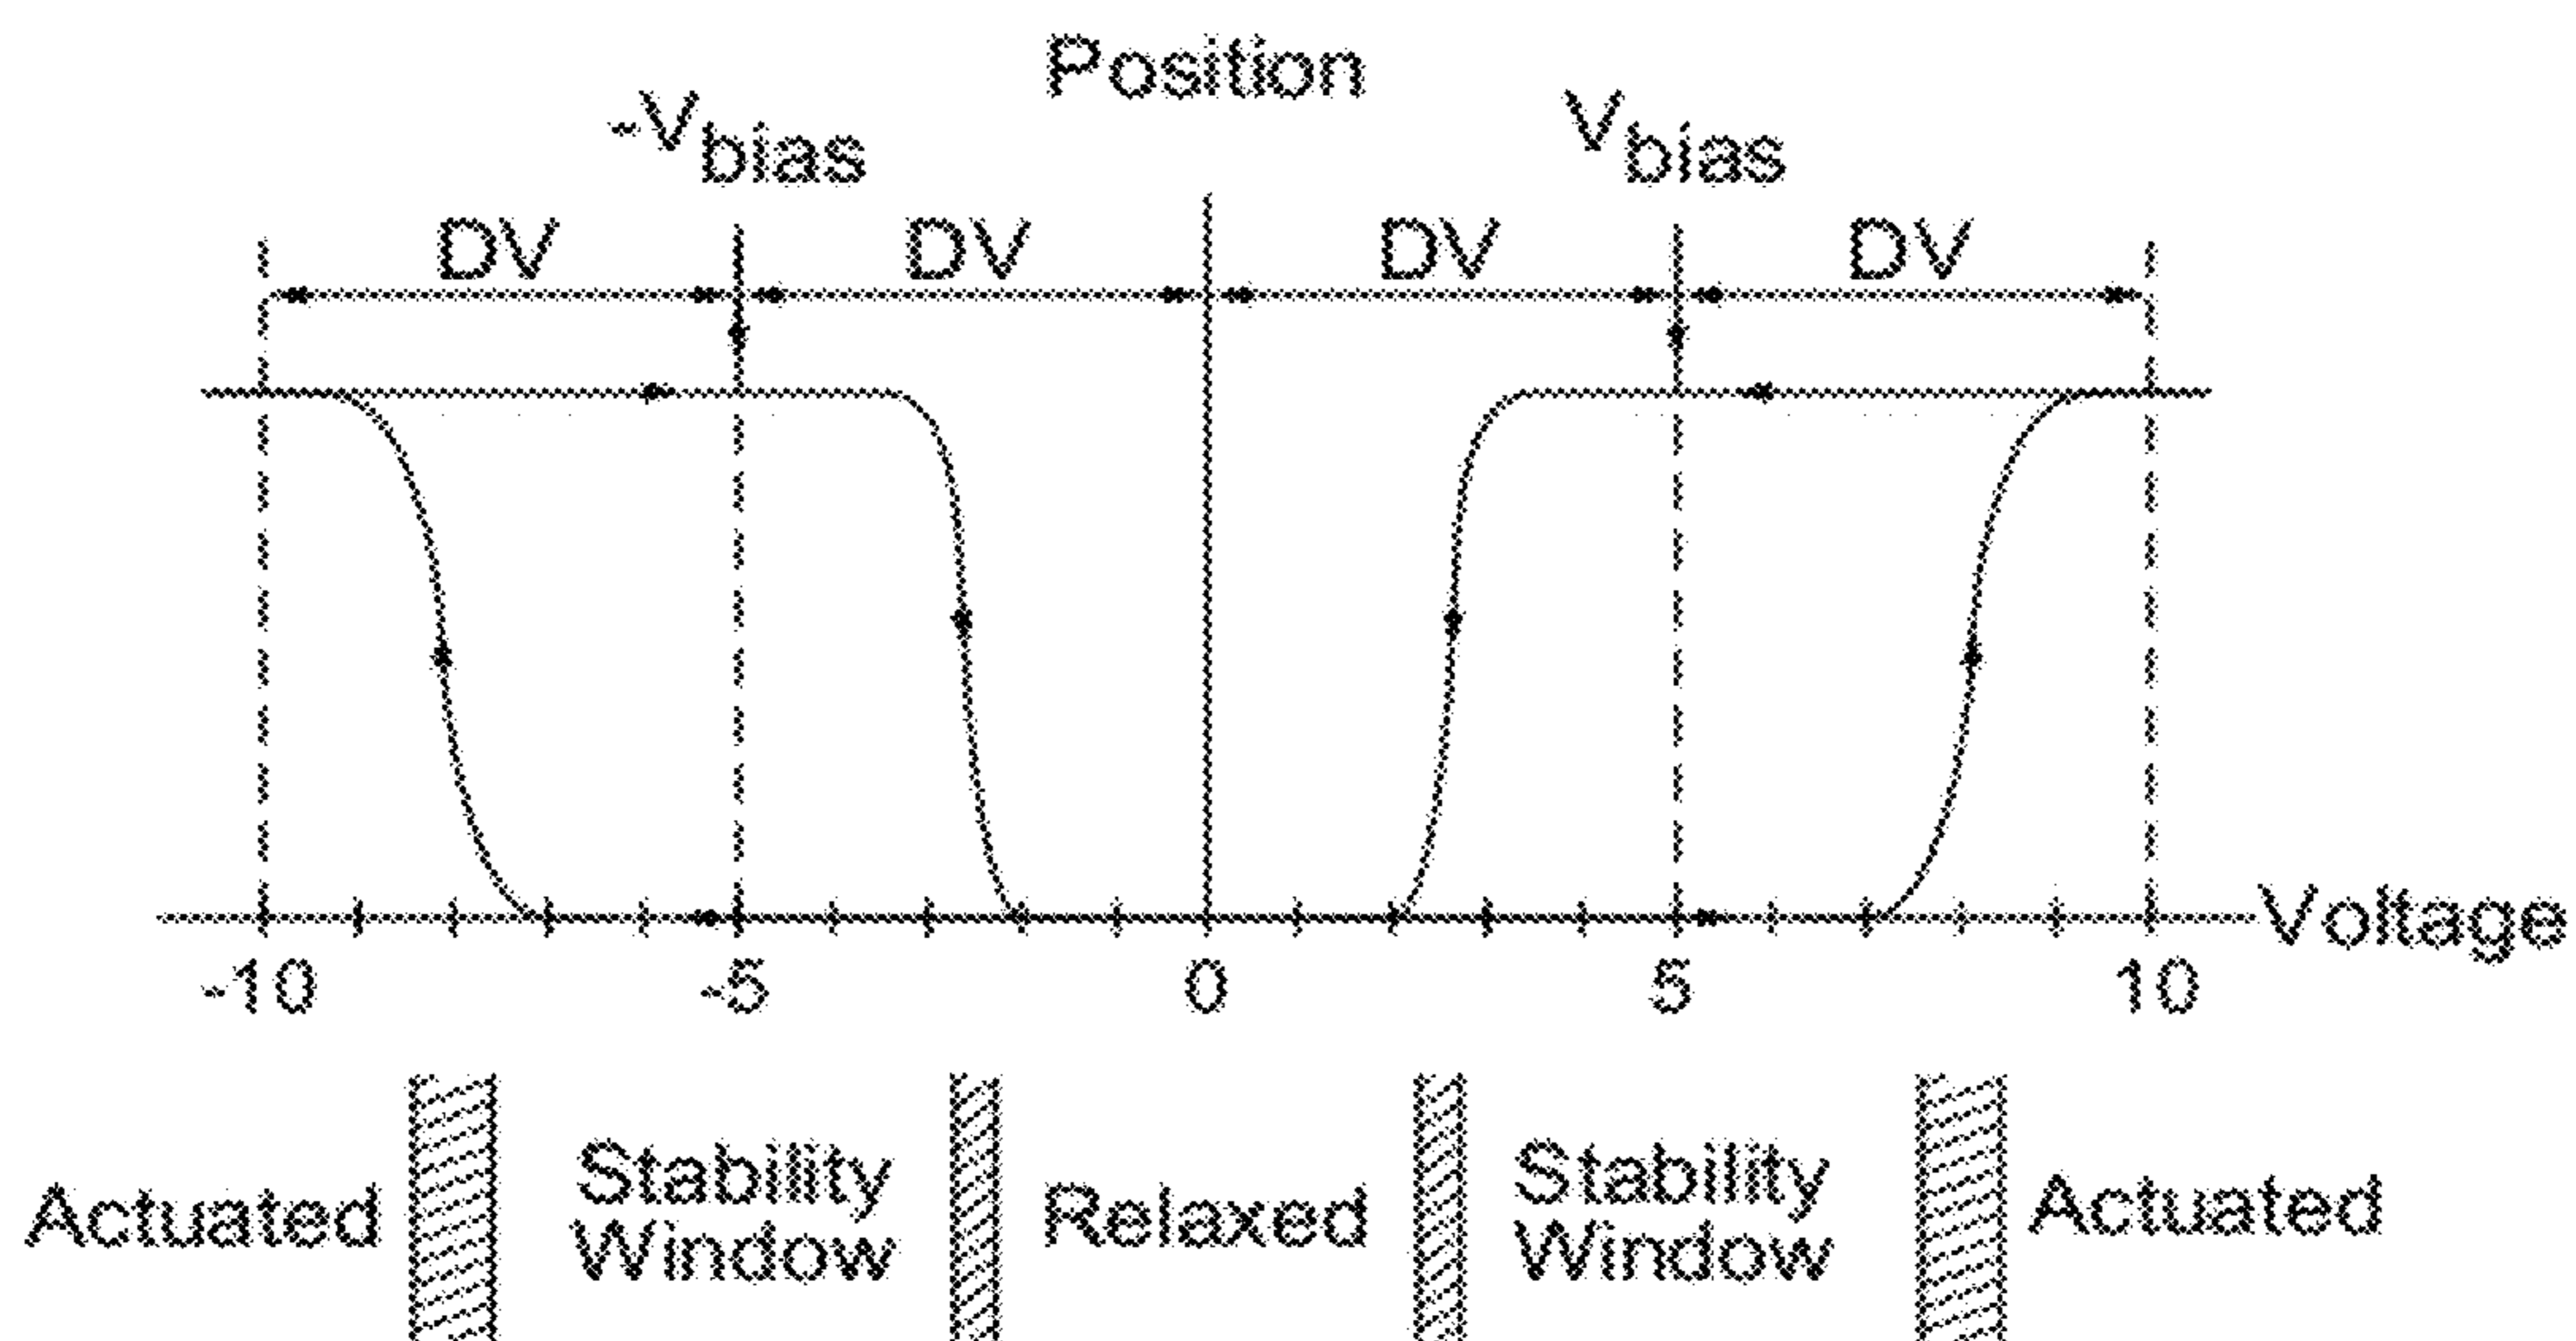 Position
-Vbias Vbias
DV DV DV DV
Voltage
-10 -5 0 5 10
Actuated Stability Window Relaxed Stability Window Actuated